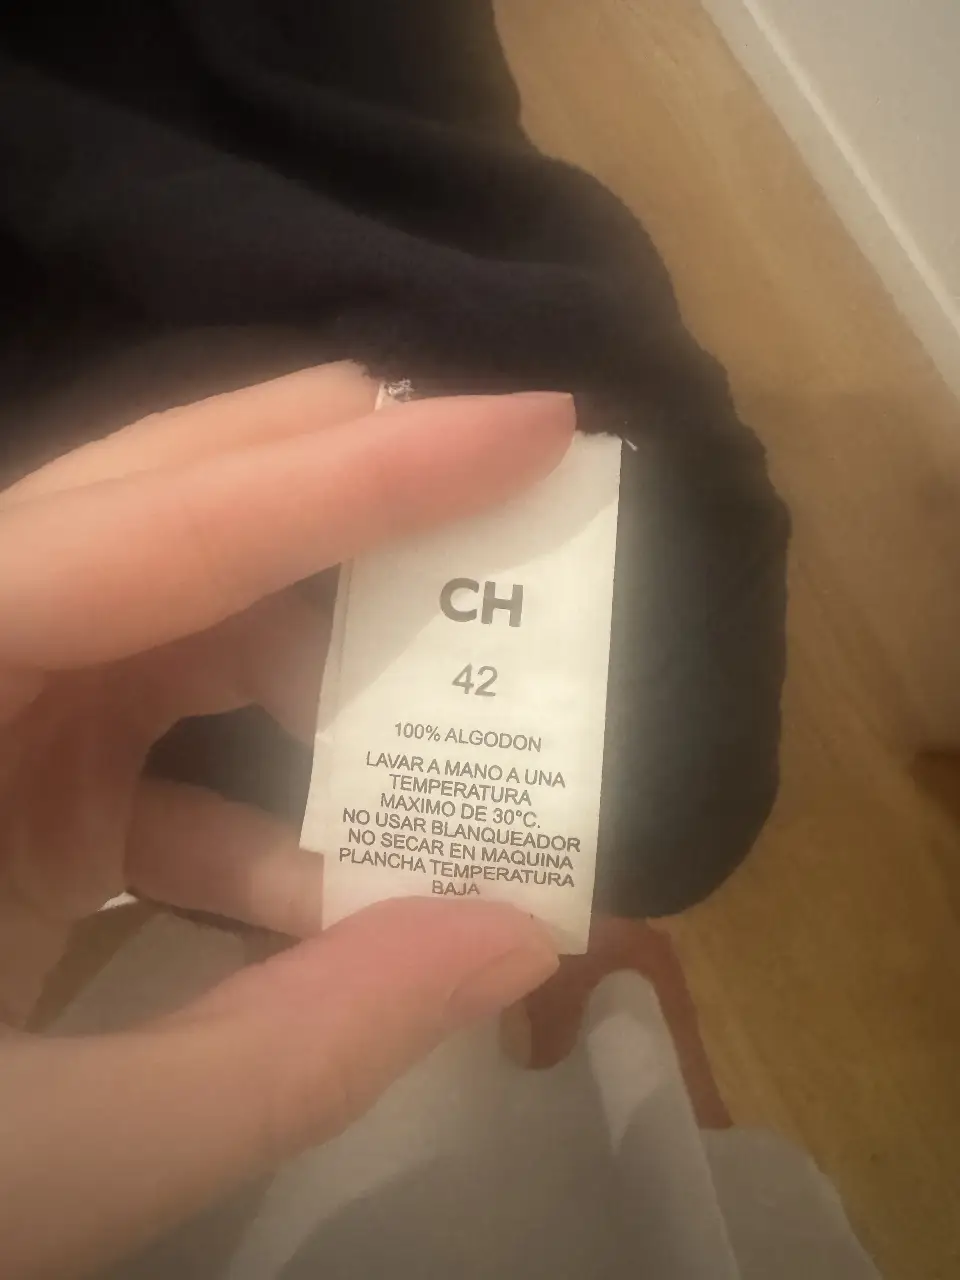 CH
42
100% ALGODON
LAVAR A MANO A UNA
TEMPERATURA
MAXIMO DE 30°C.
NO USAR BLANQUEADOR
NO SECAR EN MAQUINA
PLANCHA TEMPERATURA
BAJA